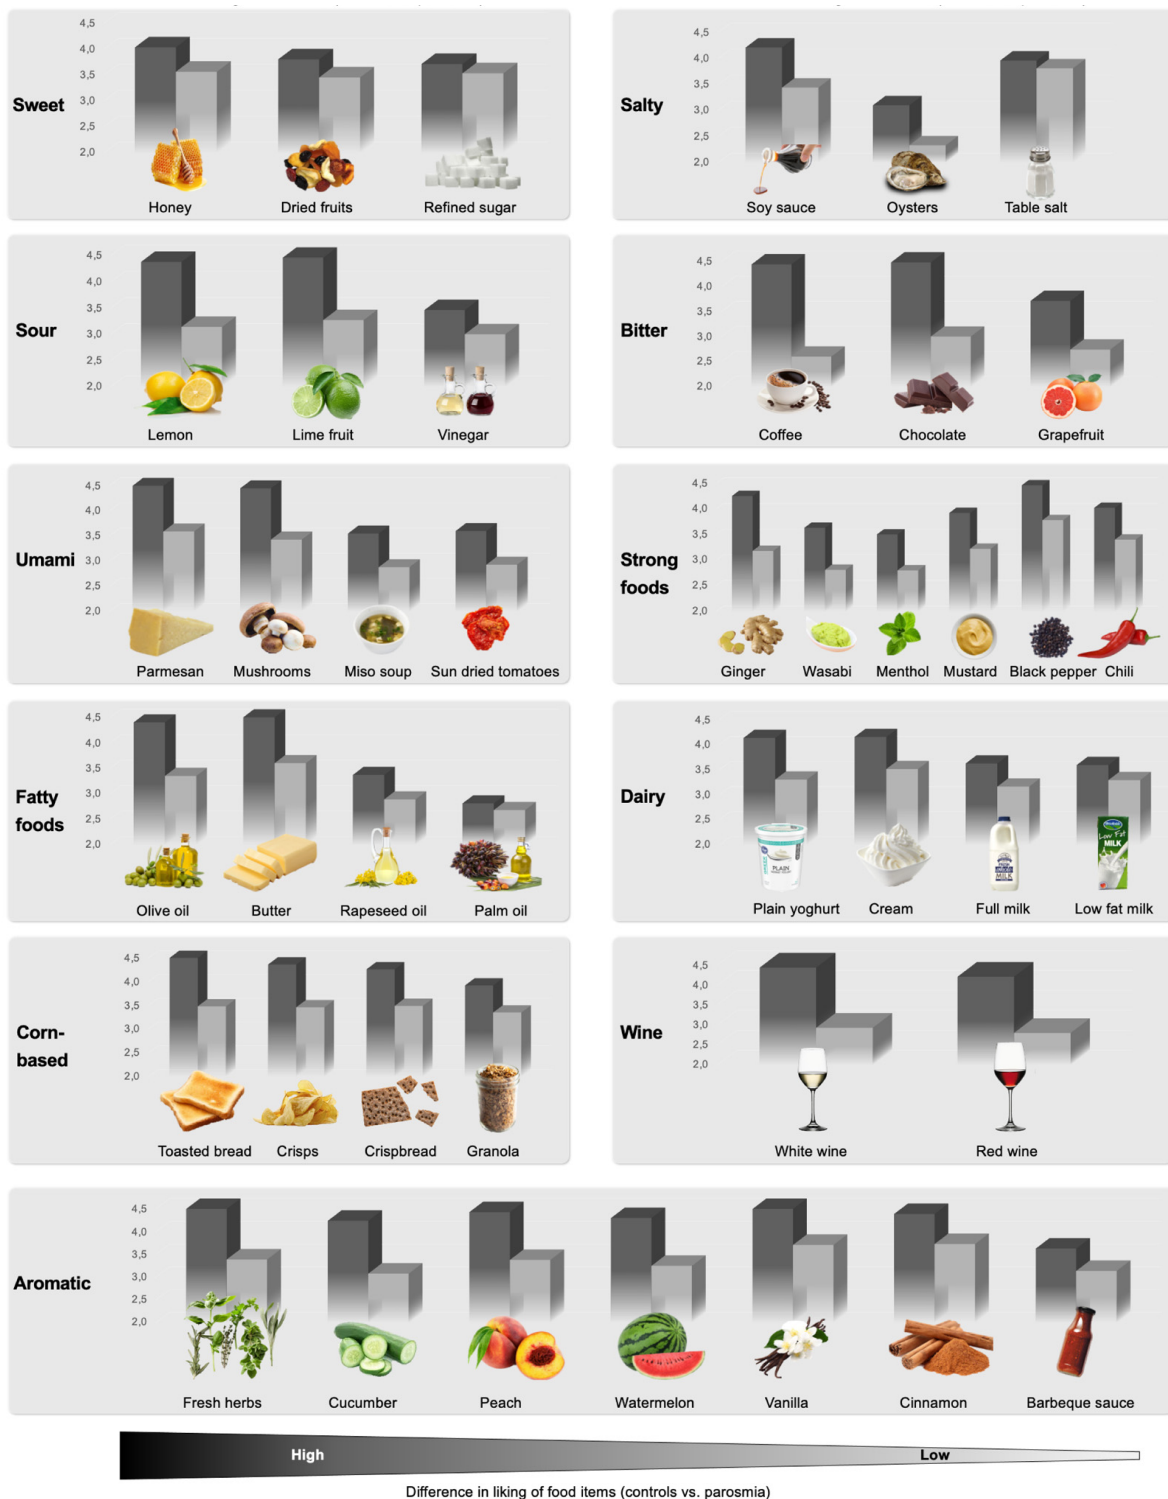 Sweet
4,5
4,0
3,5
3,0
2,5
2,0
Honey
Dried fruits
Refined sugar
Salty
4,5
4,0
3,5
3,0
2,5
2,0
Soy sauce
Oysters
Table salt
Sour
4,5
4,0
3,5
3,0
2,5
2,0
Lemon
Lime fruit
Vinegar
Bitter
4,5
4,0
3,5
3,0
2,5
2,0
Coffee
Chocolate
Grapefruit
Umami
4,5
4,0
3,5
3,0
2,5
2,0
Parmesan
Mushrooms
Miso soup
Sun dried tomatoes
Strong
foods
4,5
4,0
3,5
3,0
2,5
2,0
Ginger
Wasabi
Menthol
Mustard
Black pepper
Chili
Fatty
foods
4,5
4,0
3,5
3,0
2,5
2,0
Olive oil
Butter
Rapeseed oil
Palm oil
Dairy
4,5
4,0
3,5
3,0
2,5
2,0
PLAIN
MILK
Low Fat
MILK
Plain yoghurt
Cream
Full milk
Low fat milk
Corn-
based
4,5
4,0
3,5
3,0
2,5
2,0
Toasted bread
Crisps
Crispbread
Granola
Wine
4,5
4,0
3,5
3,0
2,5
2,0
White wine
Red wine
Aromatic
4,5
4,0
3,5
3,0
2,5
2,0
Fresh herbs
Cucumber
Peach
Watermelon
Vanilla
Cinnamon
Barbeque sauce
High
Low
Difference in liking of food items (controls vs. parosmia)